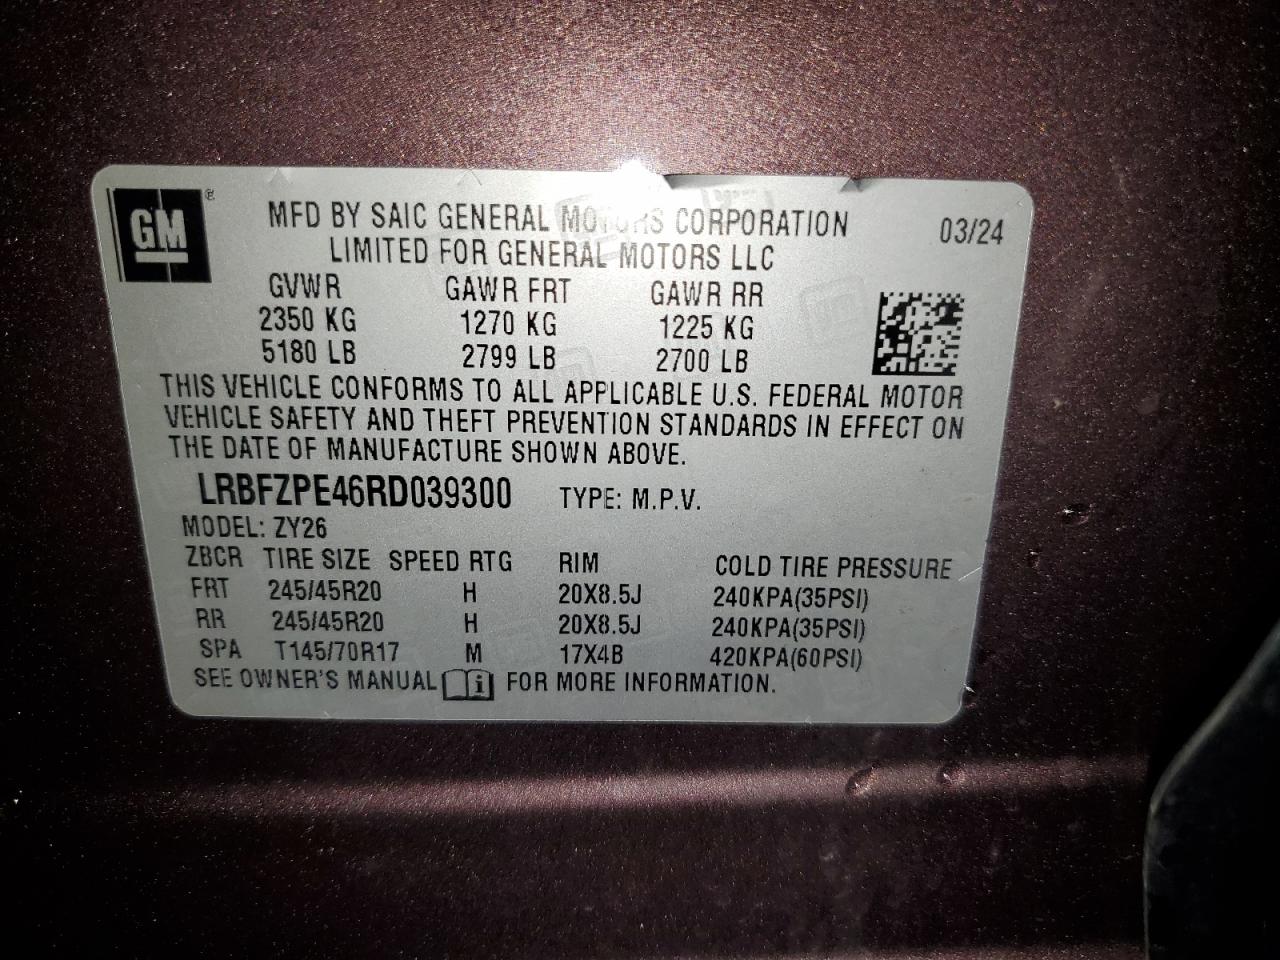 GM ®
MFD BY SAIC GENERAL MOTORS CORPORATION 03/24
LIMITED FOR GENERAL MOTORS LLC
GVWR GAWR FRT GAWR RR
2350 KG 1270 KG 1225 KG
5180 LB 2799 LB 2700 LB
THIS VEHICLE CONFORMS TO ALL APPLICABLE U.S. FEDERAL MOTOR
VEHICLE SAFETY AND THEFT PREVENTION STANDARDS IN EFFECT ON
THE DATE OF MANUFACTURE SHOWN ABOVE.
LRBFZPE46RD039300 TYPE: M.P.V.
MODEL: ZY26
ZBCR TIRE SIZE SPEED RTG RIM COLD TIRE PRESSURE
FRT 245/45R20 H 20X8.5J 240KPA(35PSI)
RR 245/45R20 H 20X8.5J 240KPA(35PSI)
SPA T145/70R17 M 17X4B 420KPA(60PSI)
SEE OWNER'S MANUAL i FOR MORE INFORMATION.